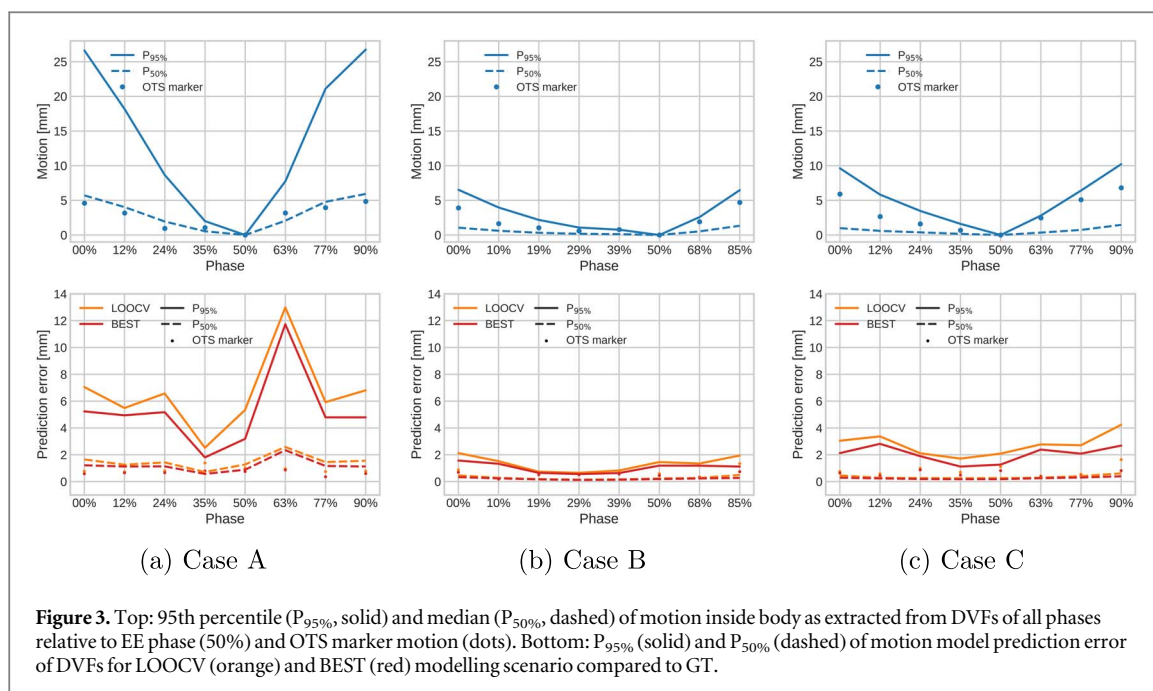 P95%
P50%
OTS marker
Motion [mm]
25
20
15
10
5
0
00% 12% 24% 35% 50% 63% 77% 90%
Phase
P95%
P50%
OTS marker
Motion [mm]
25
20
15
10
5
0
00% 10% 19% 29% 39% 50% 68% 85%
Phase
P95%
P50%
OTS marker
Motion [mm]
25
20
15
10
5
0
00% 12% 24% 35% 50% 63% 77% 90%
Phase
LOOCV P95%
BEST P50%
OTS marker
Prediction error [mm]
14
12
10
8
6
4
2
0
00% 12% 24% 35% 50% 63% 77% 90%
Phase
LOOCV P95%
BEST P50%
OTS marker
Prediction error [mm]
14
12
10
8
6
4
2
0
00% 10% 19% 29% 39% 50% 68% 85%
Phase
LOOCV P95%
BEST P50%
OTS marker
Prediction error [mm]
14
12
10
8
6
4
2
0
00% 12% 24% 35% 50% 63% 77% 90%
Phase
(a) Case A
(b) Case B
(c) Case C
Figure 3. Top: 95th percentile (P95%, solid) and median (P50%, dashed) of motion inside body as extracted from DVFs of all phases
relative to EE phase (50%) and OTS marker motion (dots). Bottom: P95% (solid) and P50% (dashed) of motion model prediction error
of DVFs for LOOCV (orange) and BEST (red) modelling scenario compared to GT.